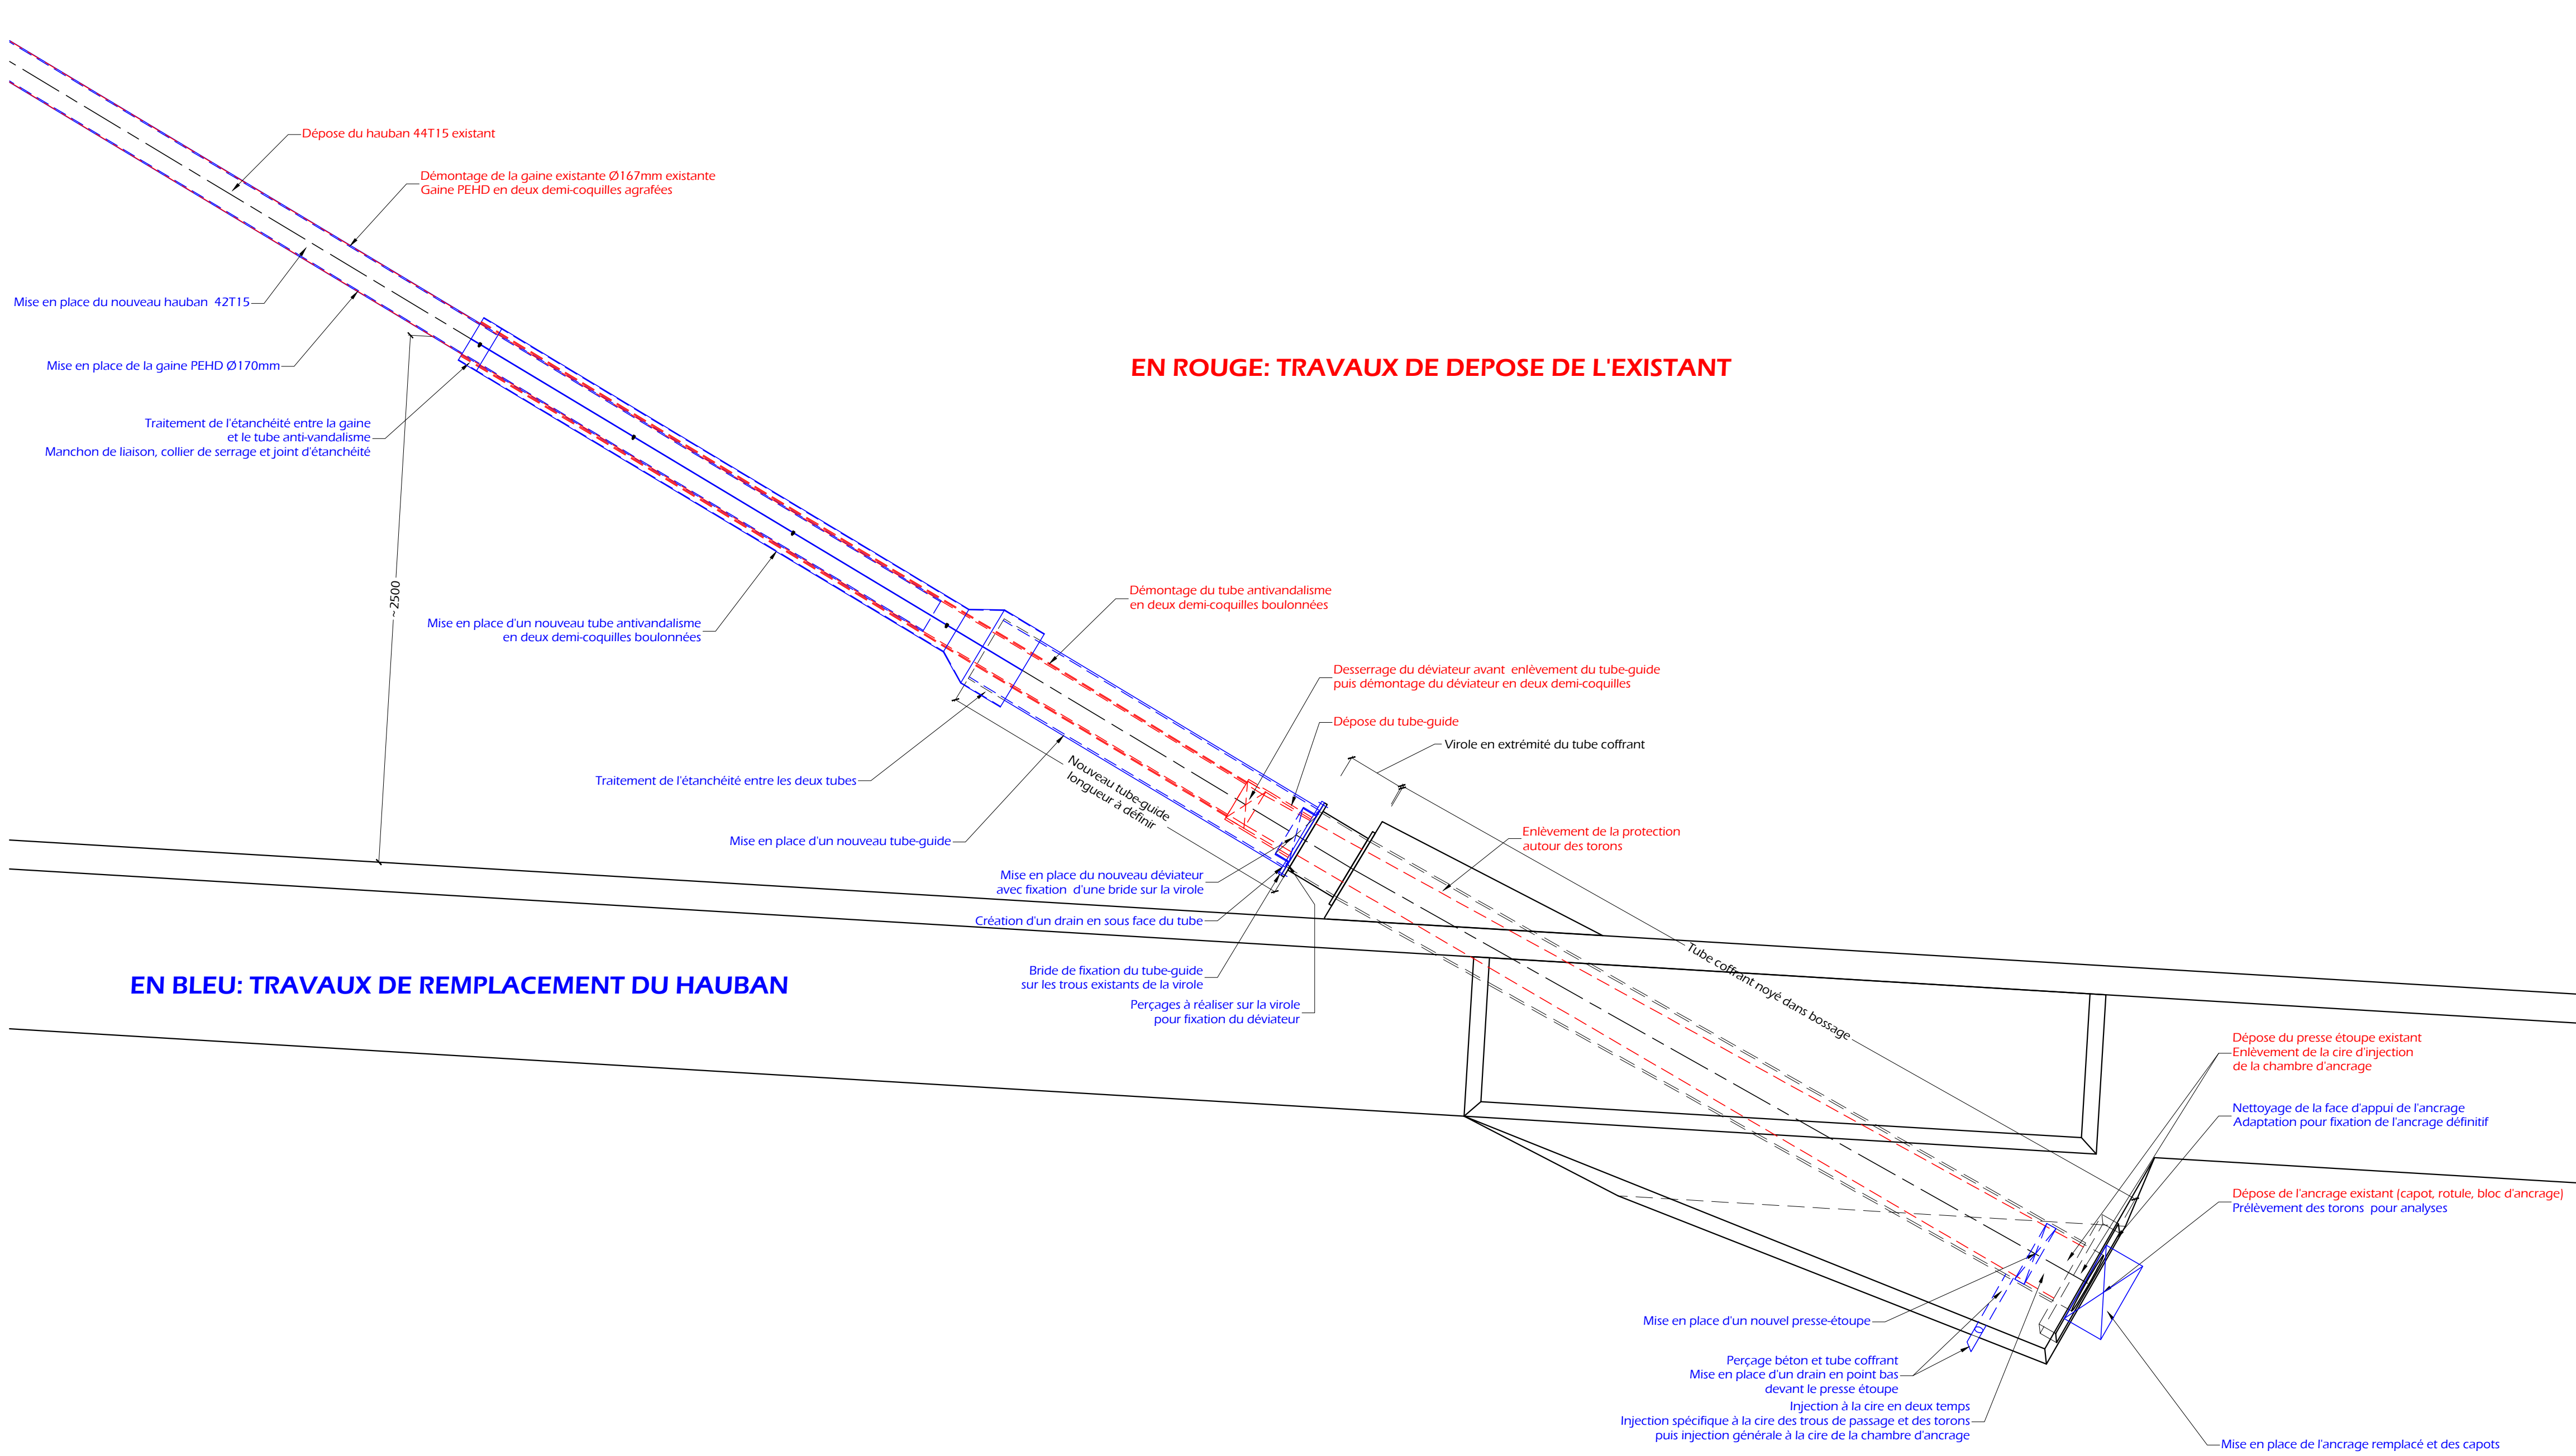 Dépose du hauban 44T15 existant
Démontage de la gaine existante Ø167mm existante
Gaine PEHD en deux demi-coquilles agrafées
Mise en place du nouveau hauban 42T15
Mise en place de la gaine PEHD Ø170mm
EN ROUGE: TRAVAUX DE DEPOSE DE L'EXISTANT
Traitement de l'étanchéité entre la gaine
et le tube anti-vandalisme
Manchon de liaison, collier de serrage et joint d'étanchéité
~2500
Démontage du tube antivandalisme
en deux demi-coquilles boulonnées
Mise en place d'un nouveau tube antivandalisme
en deux demi-coquilles boulonnées
Desserrage du déviateur avant enlèvement du tube-guide
puis démontage du déviateur en deux demi-coquilles
Dépose du tube-guide
Virole en extrémité du tube coffrant
Traitement de l'étanchéité entre les deux tubes
Nouveau tube-guide
longueur à définir
Mise en place d'un nouveau tube-guide
Enlèvement de la protection
autour des torons
Mise en place du nouveau déviateur
avec fixation d'une bride sur la virole
Création d'un drain en sous face du tube
Tube coffrant noyé dans bossage
EN BLEU: TRAVAUX DE REMPLACEMENT DU HAUBAN
Bride de fixation du tube-guide
sur les trous existants de la virole
Perçages à réaliser sur la virole
pour fixation du déviateur
Dépose du presse étoupe existant
Enlèvement de la cire d'injection
de la chambre d'ancrage
Nettoyage de la face d'appui de l'ancrage
Adaptation pour fixation de l'ancrage définitif
Dépose de l'ancrage existant (capot, rotule, bloc d'ancrage)
Prélèvement des torons pour analyses
Mise en place d'un nouvel presse-étoupe
Perçage béton et tube coffrant
Mise en place d'un drain en point bas
devant le presse étoupe
Injection à la cire en deux temps
Injection spécifique à la cire des trous de passage et des torons
puis injection générale à la cire de la chambre d'ancrage
Mise en place de l'ancrage remplacé et des capots